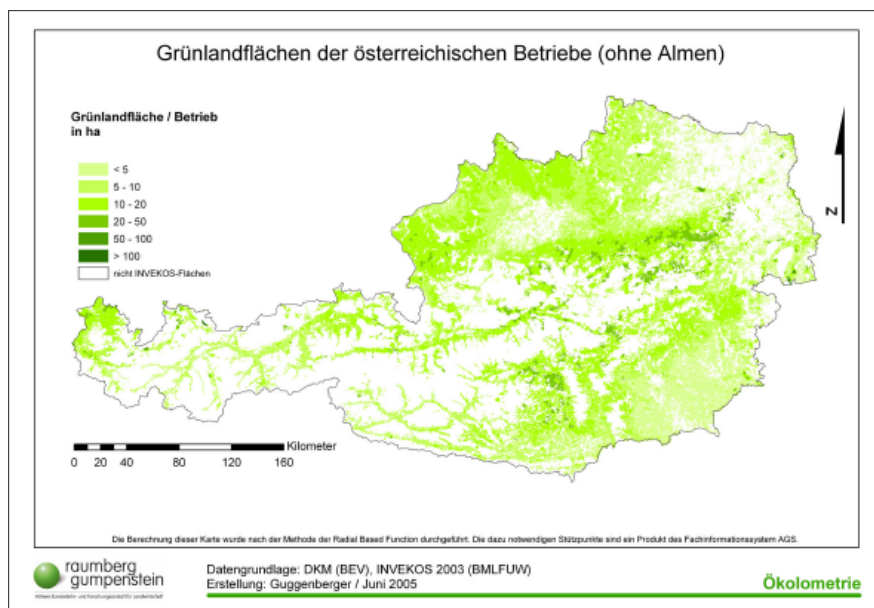 Grünlandflächen der österreichischen Betriebe (ohne Almen)
Grünlandfläche / Betrieb
in ha
< 5
5 - 10
10 - 20
20 - 50
50 - 100
> 100
nicht INVEKOS-Flächen
N
Kilometer
0 20 40 80 120 160
Die Berechnung dieser Karte wurde nach der Methode der Radial Based Function durchgeführt. Die dazu notwendigen Stützpunkte sind ein Produkt des Fachinformationssystem AGS.
raumberg
gumpenstein
Datengrundlage: DKM (BEV), INVEKOS 2003 (BMLFUW)
Erstellung: Guggenberger / Juni 2005
Ökolometrie